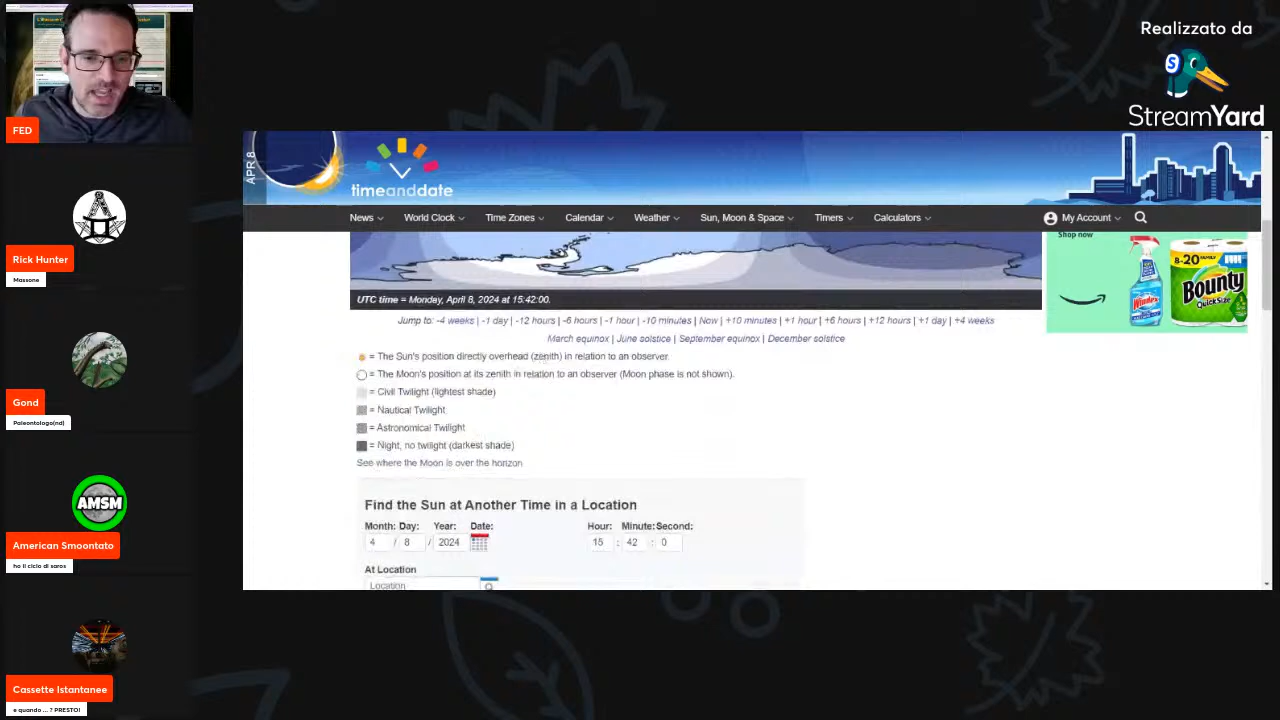 Realizzato da
StreamYard
FED
Rick Hunter
Massone
Gond
Paleontologo(nd)
AMSM
American Smoontato
ho il ciclo di saros
Cassette Istantanee
e quando ... ? PRESTO!
APR 8
timeanddate
News World Clock Time Zones Calendar Weather Sun, Moon & Space Timers Calculators My Account
Shop now
8-20
Windex
Bounty
Quick Size
UTC time = Monday, April 8, 2024 at 15:42:00.
Jump to: -4 weeks | -1 day | -12 hours | -6 hours | -1 hour | -10 minutes | Now | +10 minutes | +1 hour | +6 hours | +12 hours | +1 day | +4 weeks
March equinox | June solstice | September equinox | December solstice
= The Sun's position directly overhead (zenith) in relation to an observer.
= The Moon's position at its zenith in relation to an observer (Moon phase is not shown).
= Civil Twilight (lightest shade)
= Nautical Twilight
= Astronomical Twilight
= Night, no twilight (darkest shade)
See where the Moon is over the horizon
Find the Sun at Another Time in a Location
Month: Day: Year: Date: Hour: Minute: Second:
4 / 8 / 2024 15 : 42 : 0
At Location
Location